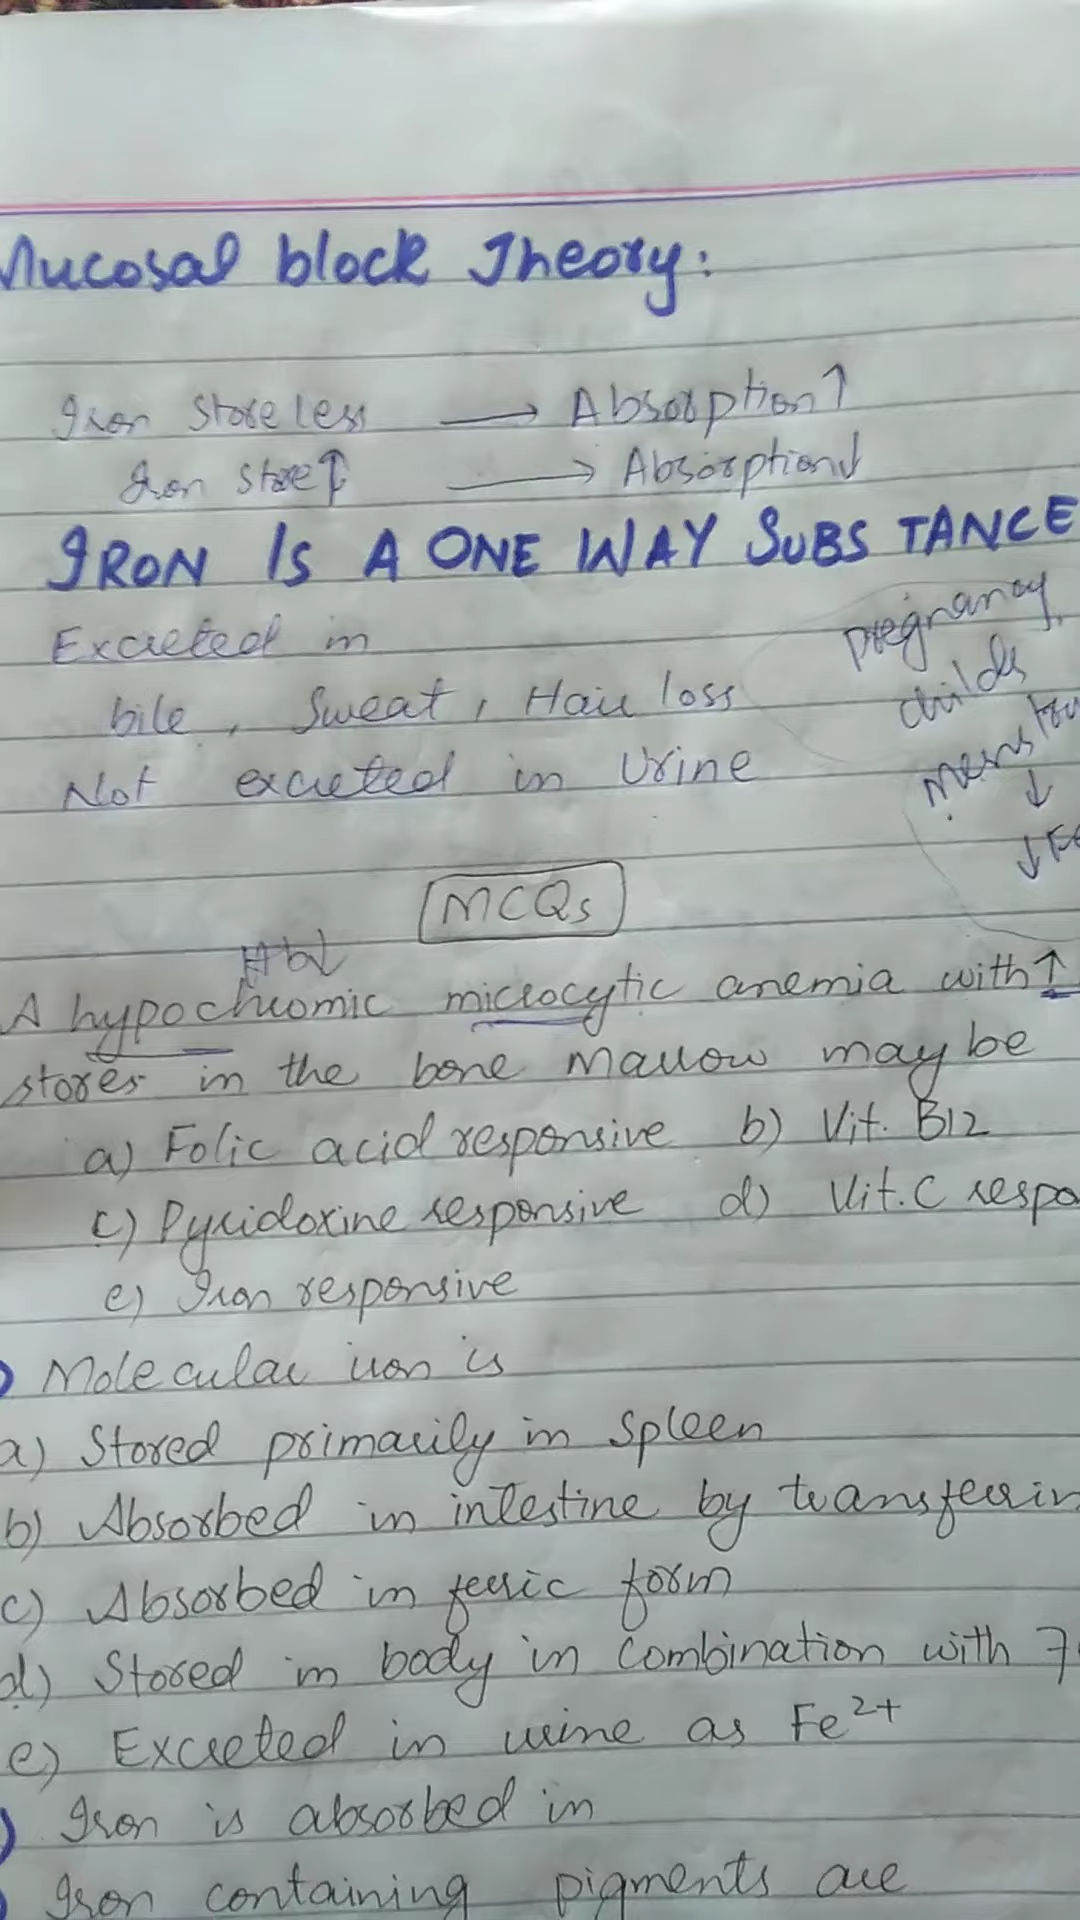 Mucosal block Theory:
Iron Store less → Absorption↑
Iron store↑ → Absorption↓
IRON IS A ONE WAY SUBSTANCE
Excreted in
pregnancy
bile, Sweat, Hair loss
childs
Not excreted in Urine
↓
↓
MCQs
Hb↓
A hypochromic microcytic anemia with ↑
stores in the bone marrow may be
a) Folic acid responsive b) Vit. B12
c) Pyridoxine responsive d) Vit. C respo
e) Iron responsive
Molecular iron is
a) Stored primarily in Spleen
b) Absorbed in intestine by transferrin
c) Absorbed in ferric form
d) Stored in body in combination with
e) Excreted in urine as Fe²⁺
Iron is absorbed in
Iron containing pigments are